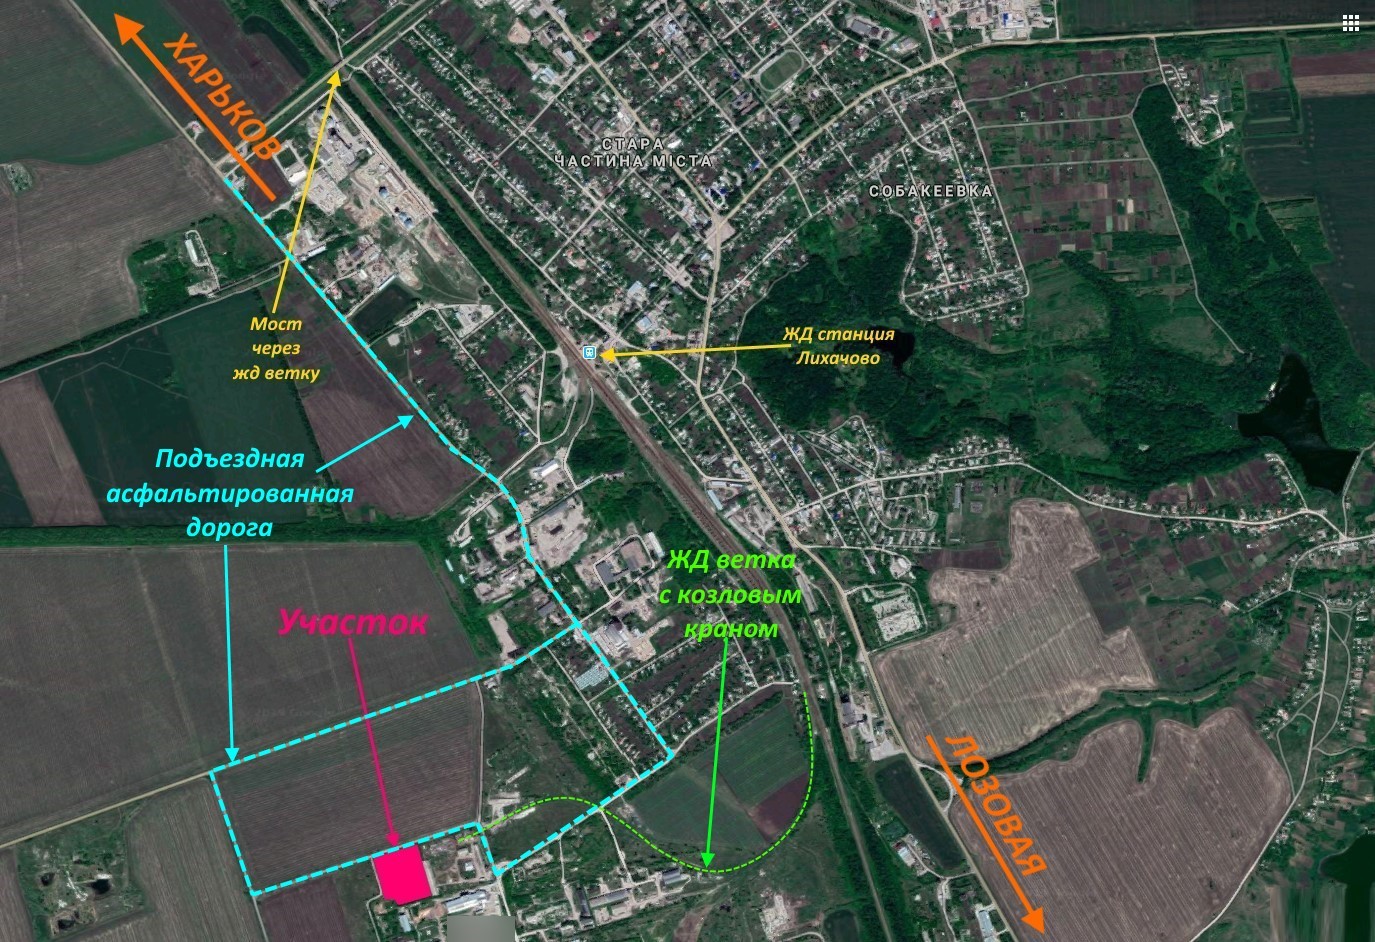 ХАРЬКОВ
СТАРА
ЧАСТИНА МІСТА
СОБАКЕЕВКА
Мост
через
жд ветку
ЖД станция
Лихачово
Подъездная
асфальтированная
дорога
ЖД ветка
с козловым
краном
Участок
ЛОЗОВАЯ